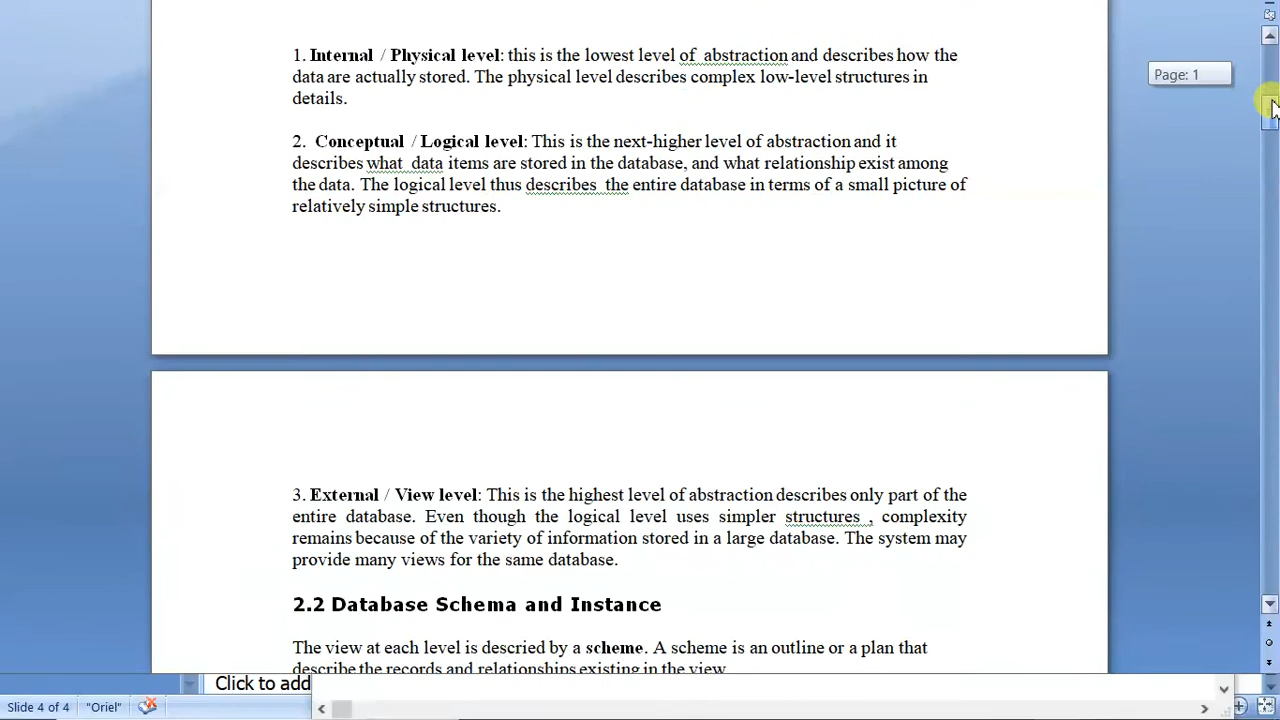 1. Internal / Physical level: this is the lowest level of abstraction and describes how the
Page: 1
data are actually stored. The physical level describes complex low-level structures in
details.
2. Conceptual / Logical level: This is the next-higher level of abstraction and it
describes what data items are stored in the database, and what relationship exist among
the data. The logical level thus describes the entire database in terms of a small picture of
relatively simple structures.
3. External / View level: This is the highest level of abstraction describes only part of the
entire database. Even though the logical level uses simpler structures , complexity
remains because of the variety of information stored in a large database. The system may
provide many views for the same database.
2.2 Database Schema and Instance
The view at each level is descried by a scheme. A scheme is an outline or a plan that
describe the records and relationships existing in the view.
Click to add
Slide 4 of 4 "Oriel"